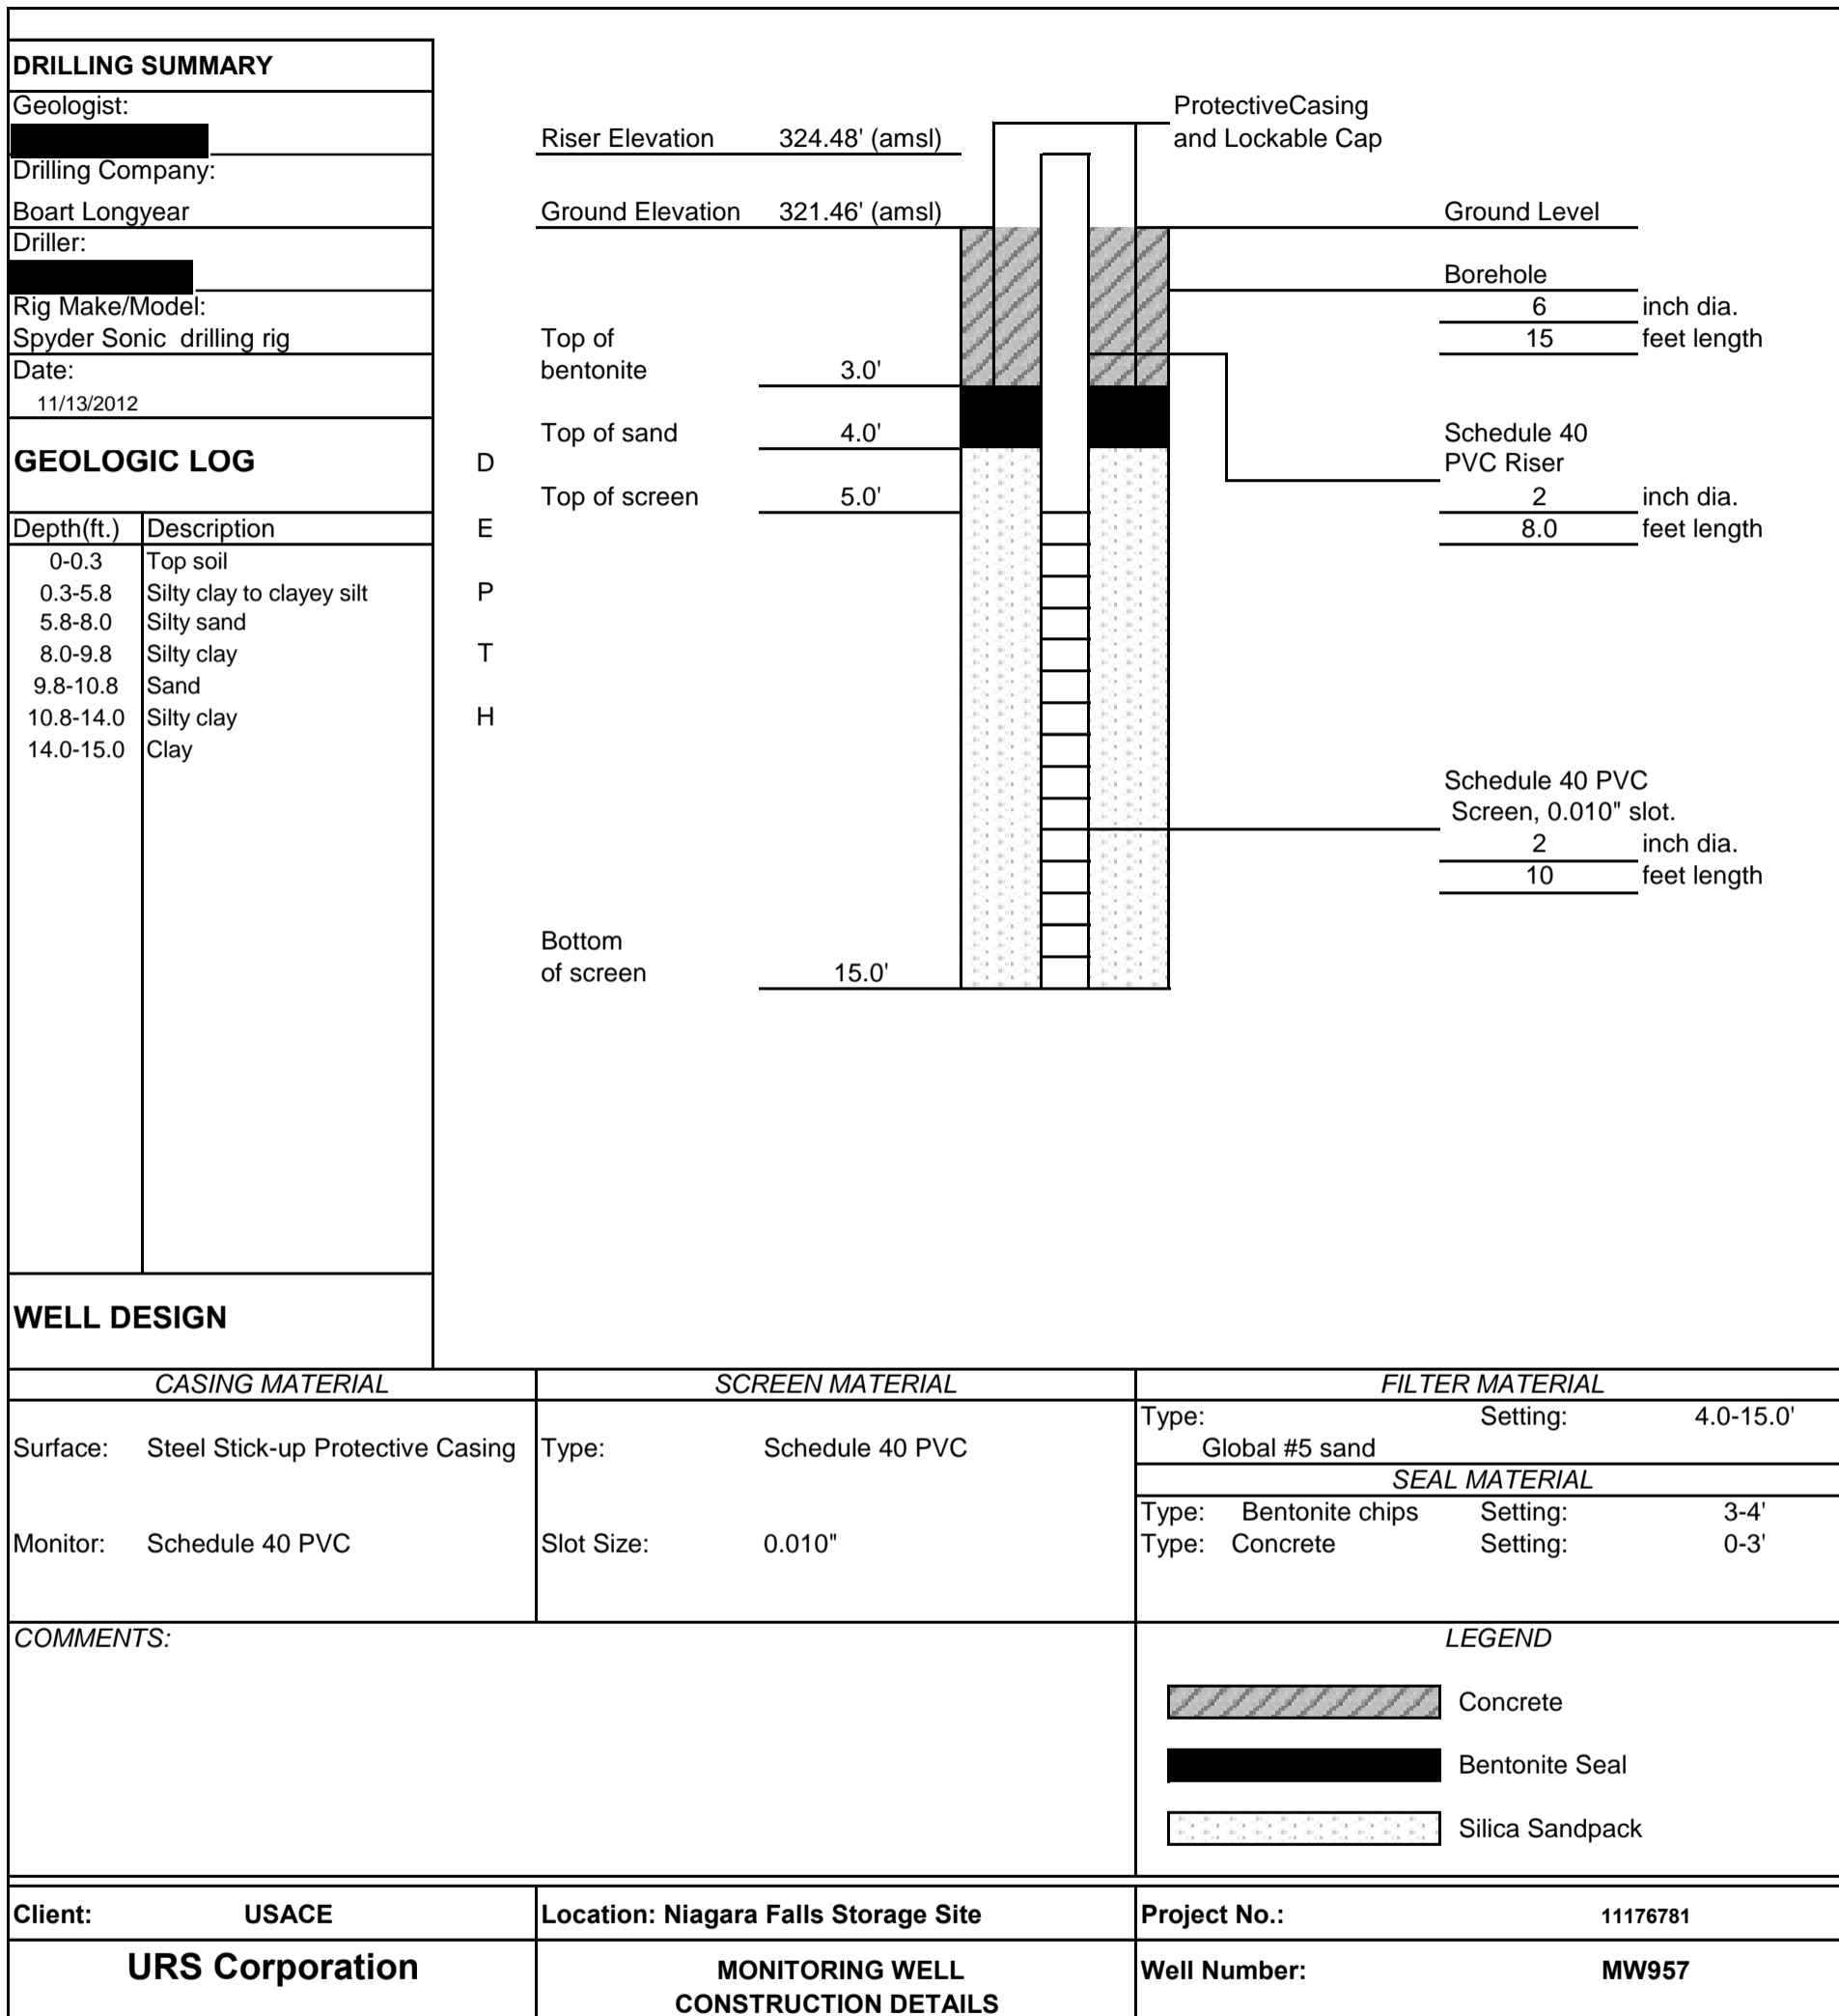 DRILLING SUMMARY
Geologist:
Drilling Company:
Boart Longyear
Driller:
Rig Make/Model:
Spyder Sonic drilling rig
Date:
11/13/2012
GEOLOGIC LOG
Depth(ft.) Description
0-0.3 Top soil
0.3-5.8 Silty clay to clayey silt
5.8-8.0 Silty sand
8.0-9.8 Silty clay
9.8-10.8 Sand
10.8-14.0 Silty clay
14.0-15.0 Clay
D
E
P
T
H
Riser Elevation 324.48' (amsl)
Ground Elevation 321.46' (amsl)
Top of
bentonite 3.0'
Top of sand 4.0'
Top of screen 5.0'
Bottom
of screen 15.0'
ProtectiveCasing
and Lockable Cap
Ground Level
Borehole
6 inch dia.
15 feet length
Schedule 40
PVC Riser
2 inch dia.
8.0 feet length
Schedule 40 PVC
Screen, 0.010" slot.
2 inch dia.
10 feet length
WELL DESIGN
CASING MATERIAL
Surface: Steel Stick-up Protective Casing
Monitor: Schedule 40 PVC
SCREEN MATERIAL
Type: Schedule 40 PVC
Slot Size: 0.010"
FILTER MATERIAL
Type: Setting: 4.0-15.0'
Global #5 sand
SEAL MATERIAL
Type: Bentonite chips Setting: 3-4'
Type: Concrete Setting: 0-3'
COMMENTS:
LEGEND
Concrete
Bentonite Seal
Silica Sandpack
Client: USACE
Location: Niagara Falls Storage Site
Project No.: 11176781
URS Corporation
MONITORING WELL
CONSTRUCTION DETAILS
Well Number: MW957